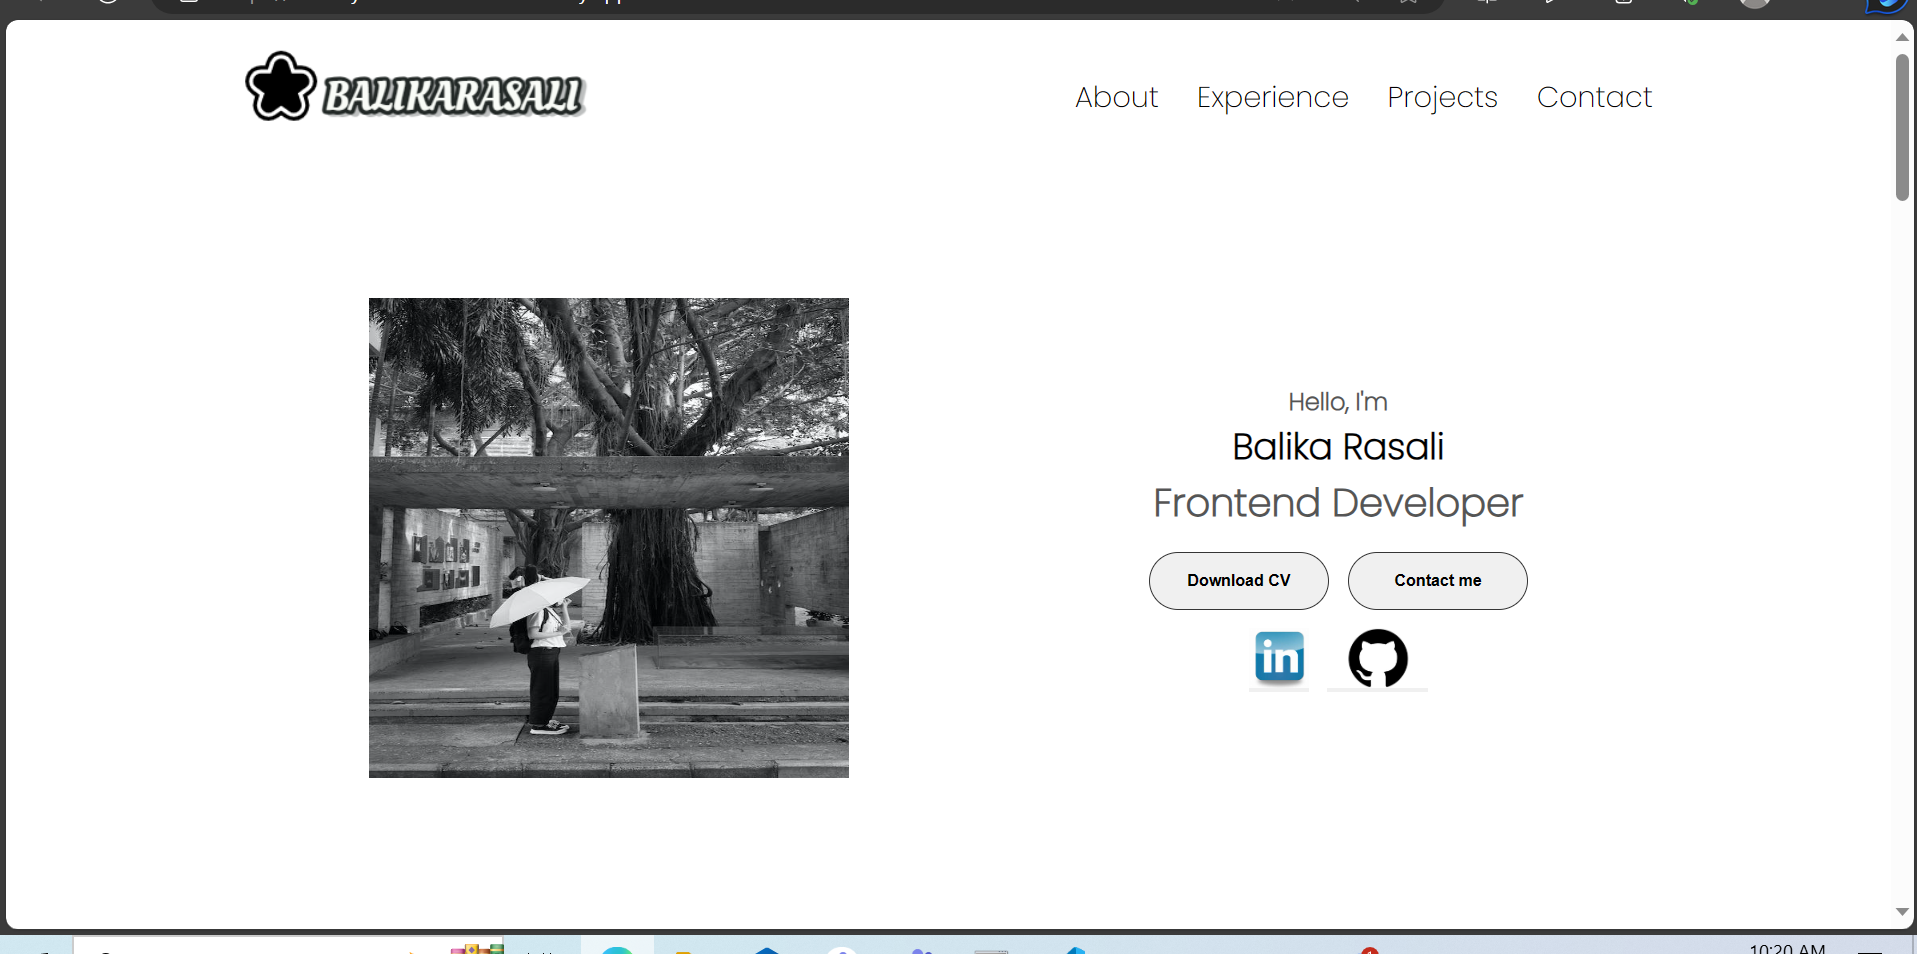 BALIKARASALI
About Experience Projects Contact
Hello, I'm
Balika Rasali
Frontend Developer
Download CV Contact me
in
10:20 AM